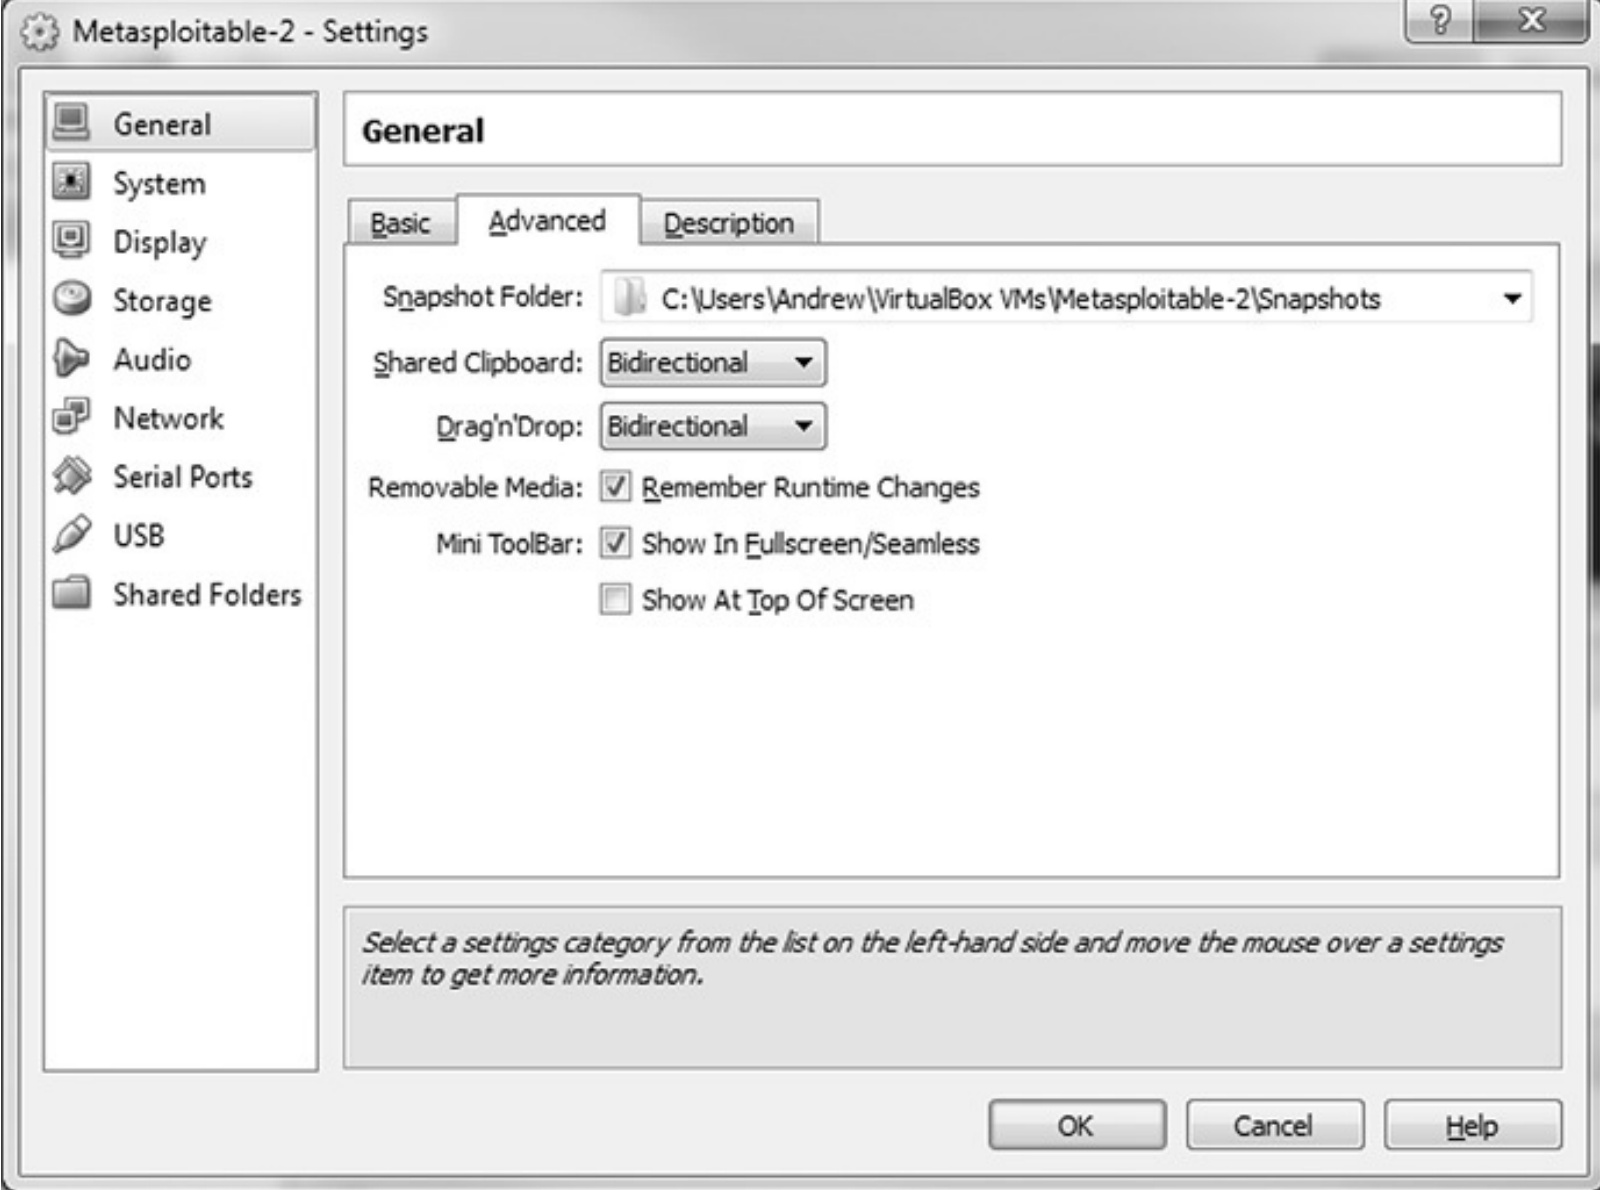 Metasploitable-2 - Settings
General
System
Display
Storage
Audio
Network
Serial Ports
USB
Shared Folders
General
Basic
Advanced
Description
Snapshot Folder: C:\Users\Andrew\VirtualBox VMs\Metasploitable-2\Snapshots
Shared Clipboard: Bidirectional
Drag'n'Drop: Bidirectional
Removable Media: Remember Runtime Changes
Mini ToolBar: Show In Fullscreen/Seamless
Show At Top Of Screen
Select a settings category from the list on the left-hand side and move the mouse over a settings
item to get more information.
OK
Cancel
Help